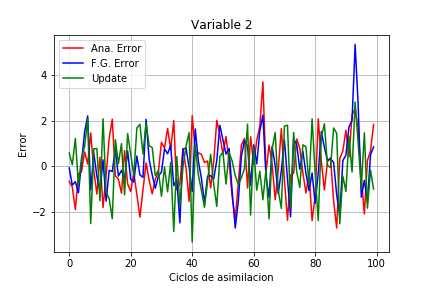 Variable 2
Ana. Error
F.G. Error
Update
Error
4
2
0
−2
0
20
40
60
80
100
Ciclos de asimilacion